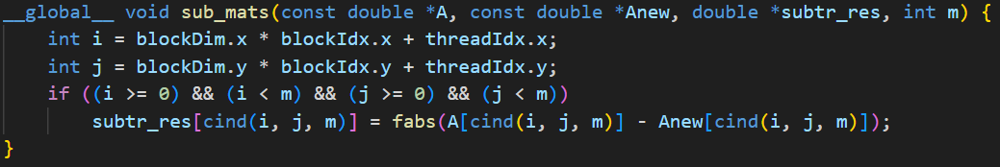 __global__ void sub_mats(const double *A, const double *Anew, double *subtr_res, int m) {
    int i = blockDim.x * blockIdx.x + threadIdx.x;
    int j = blockDim.y * blockIdx.y + threadIdx.y;
    if ((i >= 0) && (i < m) && (j >= 0) && (j < m))
        subtr_res[cind(i, j, m)] = fabs(A[cind(i, j, m)] - Anew[cind(i, j, m)]);
}